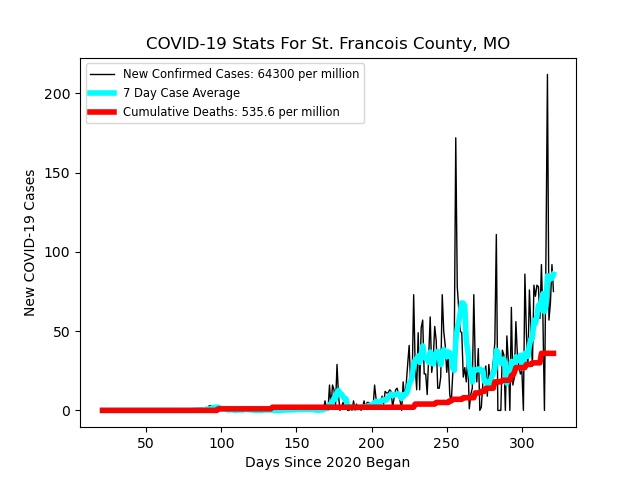 COVID-19 Stats For St. Francois County, MO
New Confirmed Cases: 64300 per million
7 Day Case Average
Cumulative Deaths: 535.6 per million
New COVID-19 Cases
200
150
100
50
0
50 100 150 200 250 300
Days Since 2020 Began